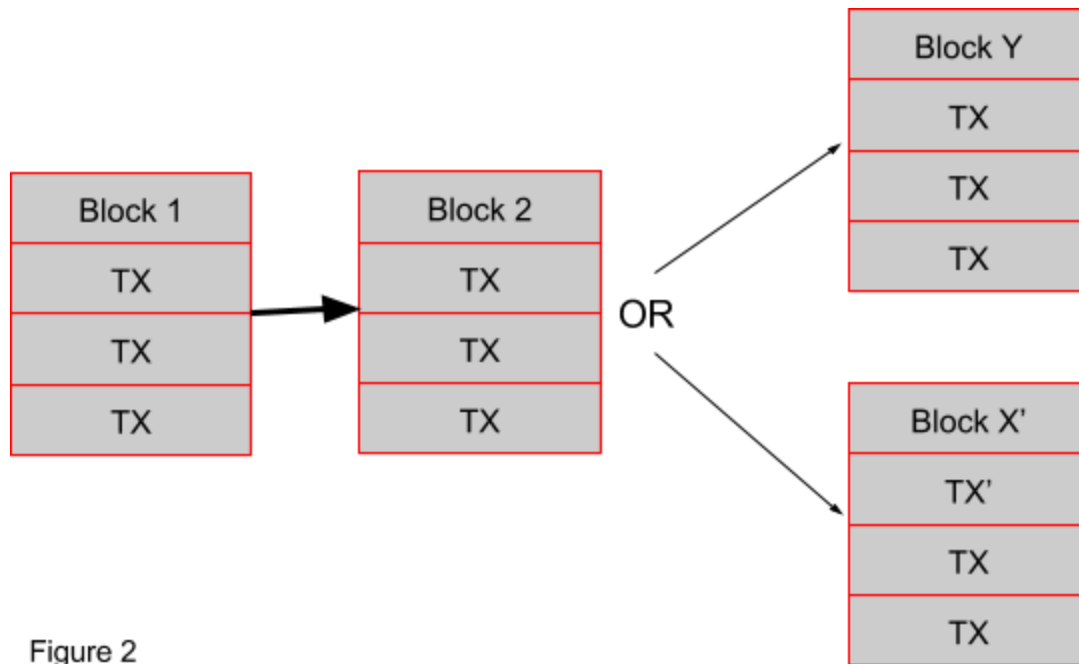 Block 1
TX
TX
TX
Block 2
TX
TX
TX
OR
Block Y
TX
TX
TX
Block X’
TX’
TX
TX
Figure 2